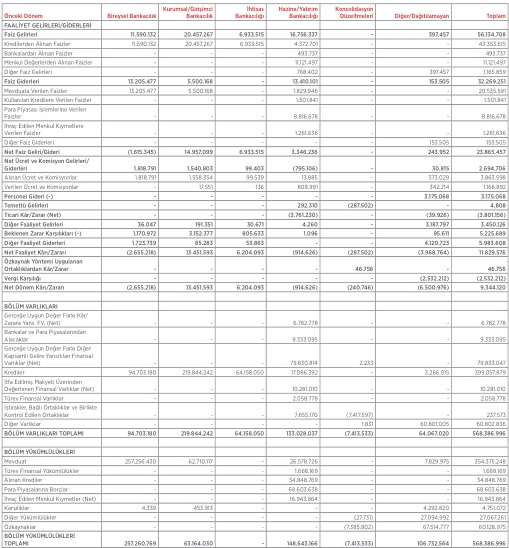 Önceki Dönem | Bireysel Bankacılık | Kurumsal/Girişimci Bankacılık | İhtisas Bankacılığı | Hazine/Yatırım Bankacılığı | Konsolidasyon Düzeltmeleri | Diğer/Dağıtılamayan | Toplam
FAALİYET GELİRLERİ/GİDERLERİ
Faiz Gelirleri | 11.590.132 | 20.457.267 | 6.933.515 | 16.756.337 | - | 397.457 | 56.134.708
Kredilerden Alınan Faizler | 11.590.132 | 20.457.267 | 6.933.515 | 4.372.701 | - | - | 43.353.615
Bankalardan Alınan Faizler | - | - | - | 493.737 | - | - | 493.737
Menkul Değerlerden Alınan Faizler | - | - | - | 11.121.497 | - | - | 11.121.497
Diğer Faiz Gelirleri | - | - | - | 768.402 | - | 397.457 | 1.165.859
Faiz Giderleri | 13.205.477 | 5.500.168 | - | 13.410.101 | - | 153.505 | 32.269.251
Mevduata Verilen Faizler | 13.205.477 | 5.500.168 | - | 1.829.946 | - | - | 20.535.591
Kullanılan Kredilere Verilen Faizler | - | - | - | 1.501.841 | - | - | 1.501.841
Para Piyasası İşlemlerine Verilen Faizler | - | - | - | 8.816.678 | - | - | 8.816.678
İhraç Edilen Menkul Kıymetlere Verilen Faizler | - | - | - | 1.261.636 | - | - | 1.261.636
Diğer Faiz Giderleri | - | - | - | - | - | 153.505 | 153.505
Net Faiz Geliri/Gideri | (1.615.345) | 14.957.099 | 6.933.515 | 3.346.236 | - | 243.952 | 23.865.457
Net Ücret ve Komisyon Gelirleri/Giderleri | 1.818.791 | 1.540.803 | 99.403 | (795.106) | - | 30.815 | 2.694.706
Alınan Ücret ve Komisyonlar | 1.818.791 | 1.558.354 | 99.539 | 13.885 | - | 373.029 | 3.863.598
Verilen Ücret ve Komisyonlar | - | 17.551 | 136 | 808.991 | - | 342.214 | 1.168.892
Personel Gideri (-) | - | - | - | - | - | 3.175.068 | 3.175.068
Temettü Gelirleri | - | - | - | 292.310 | (287.502) | - | 4.808
Ticari Kâr/Zarar (Net) | - | - | - | (3.761.230) | - | (39.926) | (3.801.156)
Diğer Faaliyet Gelirleri | 36.047 | 191.351 | 30.671 | 4.260 | - | 3.187.797 | 3.450.126
Beklenen Zarar Karşılıkları (-) | 1.170.972 | 3.152.377 | 805.633 | 1.096 | - | 95.611 | 5.225.689
Diğer Faaliyet Giderleri | 1.723.739 | 85.283 | 53.863 | - | - | 4.120.723 | 5.983.608
Net Faaliyet Kârı/Zararı | (2.655.218) | 13.451.593 | 6.204.093 | (914.626) | (287.502) | (3.968.764) | 11.829.576
Özkaynak Yöntemi Uygulanan Ortaklıklardan Kâr/Zarar | - | - | - | - | 46.756 | - | 46.756
Vergi Karşılığı | - | - | - | - | - | (2.532.212) | (2.532.212)
Net Dönem Kârı/Zararı | (2.655.218) | 13.451.593 | 6.204.093 | (914.626) | (240.746) | (6.500.976) | 9.344.120
BÖLÜM VARLIKLARI
Gerçeğe Uygun Değer Farkı Kâr/Zarara Yans. FV. (Net) | - | - | - | 6.782.778 | - | - | 6.782.778
Bankalar ve Para Piyasalarından Alacaklar | - | - | - | 9.333.095 | - | - | 9.333.095
Gerçeğe Uygun Değer Farkı Diğer Kapsamlı Gelire Yansıtılan Finansal Varlıklar (Net) | - | - | - | 79.830.814 | 2.233 | - | 79.833.047
Krediler | 94.703.180 | 219.844.242 | 64.158.050 | 17.086.392 | - | 3.266.015 | 399.057.879
İtfa Edilmiş Maliyeti Üzerinden Değerlenen Finansal Varlıklar (Net) | - | - | - | 10.281.010 | - | - | 10.281.010
Türev Finansal Varlıklar | - | - | - | 2.058.778 | - | - | 2.058.778
İştirakler, Bağlı Ortaklıklar ve Birlikte Kontrol Edilen Ortaklıklar | - | - | - | 7.655.170 | (7.417.597) | - | 237.573
Diğer Varlıklar | - | - | - | - | 1.831 | 60.801.005 | 60.802.836
BÖLÜM VARLIKLARI TOPLAMI | 94.703.180 | 219.844.242 | 64.158.050 | 133.028.037 | (7.413.533) | 64.067.020 | 568.386.996
BÖLÜM YÜKÜMLÜLÜKLERİ
Mevduat | 257.256.430 | 62.710.117 | - | 26.578.726 | - | 7.829.975 | 354.375.248
Türev Finansal Yükümlülükler | - | - | - | 1.668.169 | - | - | 1.668.169
Alınan Krediler | - | - | - | 34.848.769 | - | - | 34.848.769
Para Piyasalarına Borçlar | - | - | - | 68.603.638 | - | - | 68.603.638
İhraç Edilen Menkul Kıymetler (Net) | - | - | - | 16.943.864 | - | - | 16.943.864
Karşılıklar | 4.339 | 453.913 | - | - | - | 4.292.820 | 4.751.072
Diğer Yükümlülükler | - | - | - | - | (27.731) | 27.094.992 | 27.067.261
Özkaynaklar | - | - | - | - | (7.385.802) | 67.514.777 | 60.128.975
BÖLÜM YÜKÜMLÜLÜKLERİ TOPLAMI | 257.260.769 | 63.164.030 | - | 148.643.166 | (7.413.533) | 106.732.564 | 568.386.996